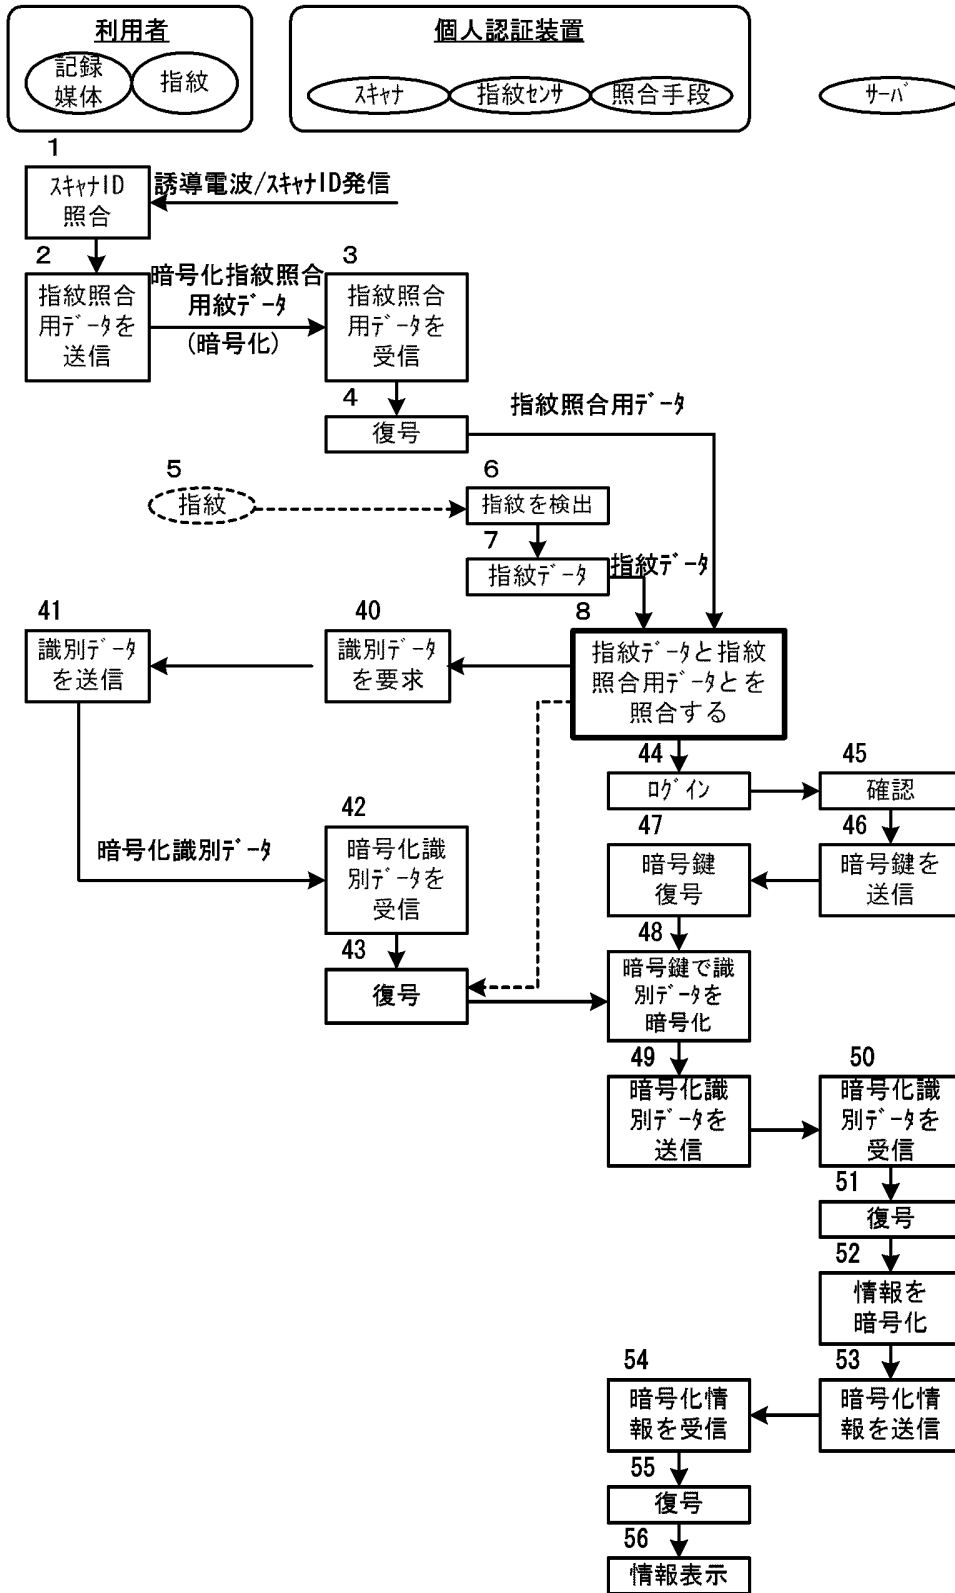 利用者
個人認証装置
記録
媒体
指紋
スキャナ
指紋センサ
照合手段
サーバ
1
スキャナID
照合
誘導電波/スキャナID発信
2
指紋照合
用データを
送信
暗号化指紋照合
用紋データ
(暗号化)
3
指紋照合
用データを
受信
4
復号
指紋照合用データ
5
指紋
6
指紋を検出
7
指紋データ
指紋データ
8
指紋データと指紋
照合用データとを
照合する
41
識別データ
を送信
40
識別データ
を要求
44
ログイン
45
確認
42
暗号化識
別データを
受信
暗号化識別データ
47
暗号鍵
復号
46
暗号鍵を
送信
43
復号
48
暗号鍵で識
別データを
暗号化
49
暗号化識
別データを
送信
50
暗号化識
別データを
受信
51
復号
52
情報を
暗号化
54
暗号化情
報を受信
53
暗号化情
報を送信
55
復号
56
情報表示